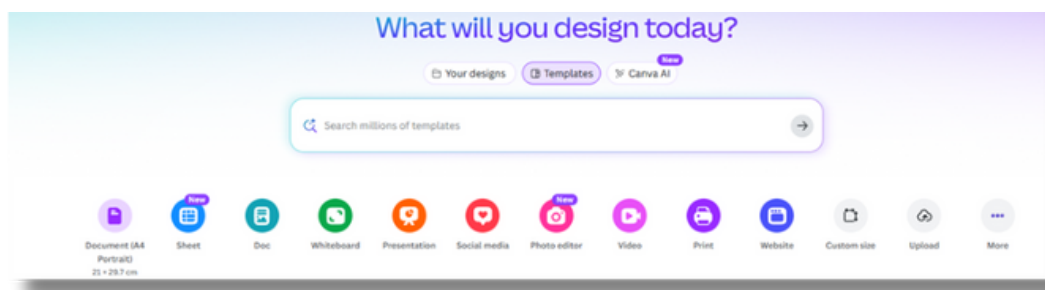 What will you design today?
New
Your designs Templates Canva AI
Search millions of templates
New New
Document (A4 Sheet Doc Whiteboard Presentation Social media Photo editor Video Print Website Custom size Upload More
Portrait)
21 × 29.7 cm